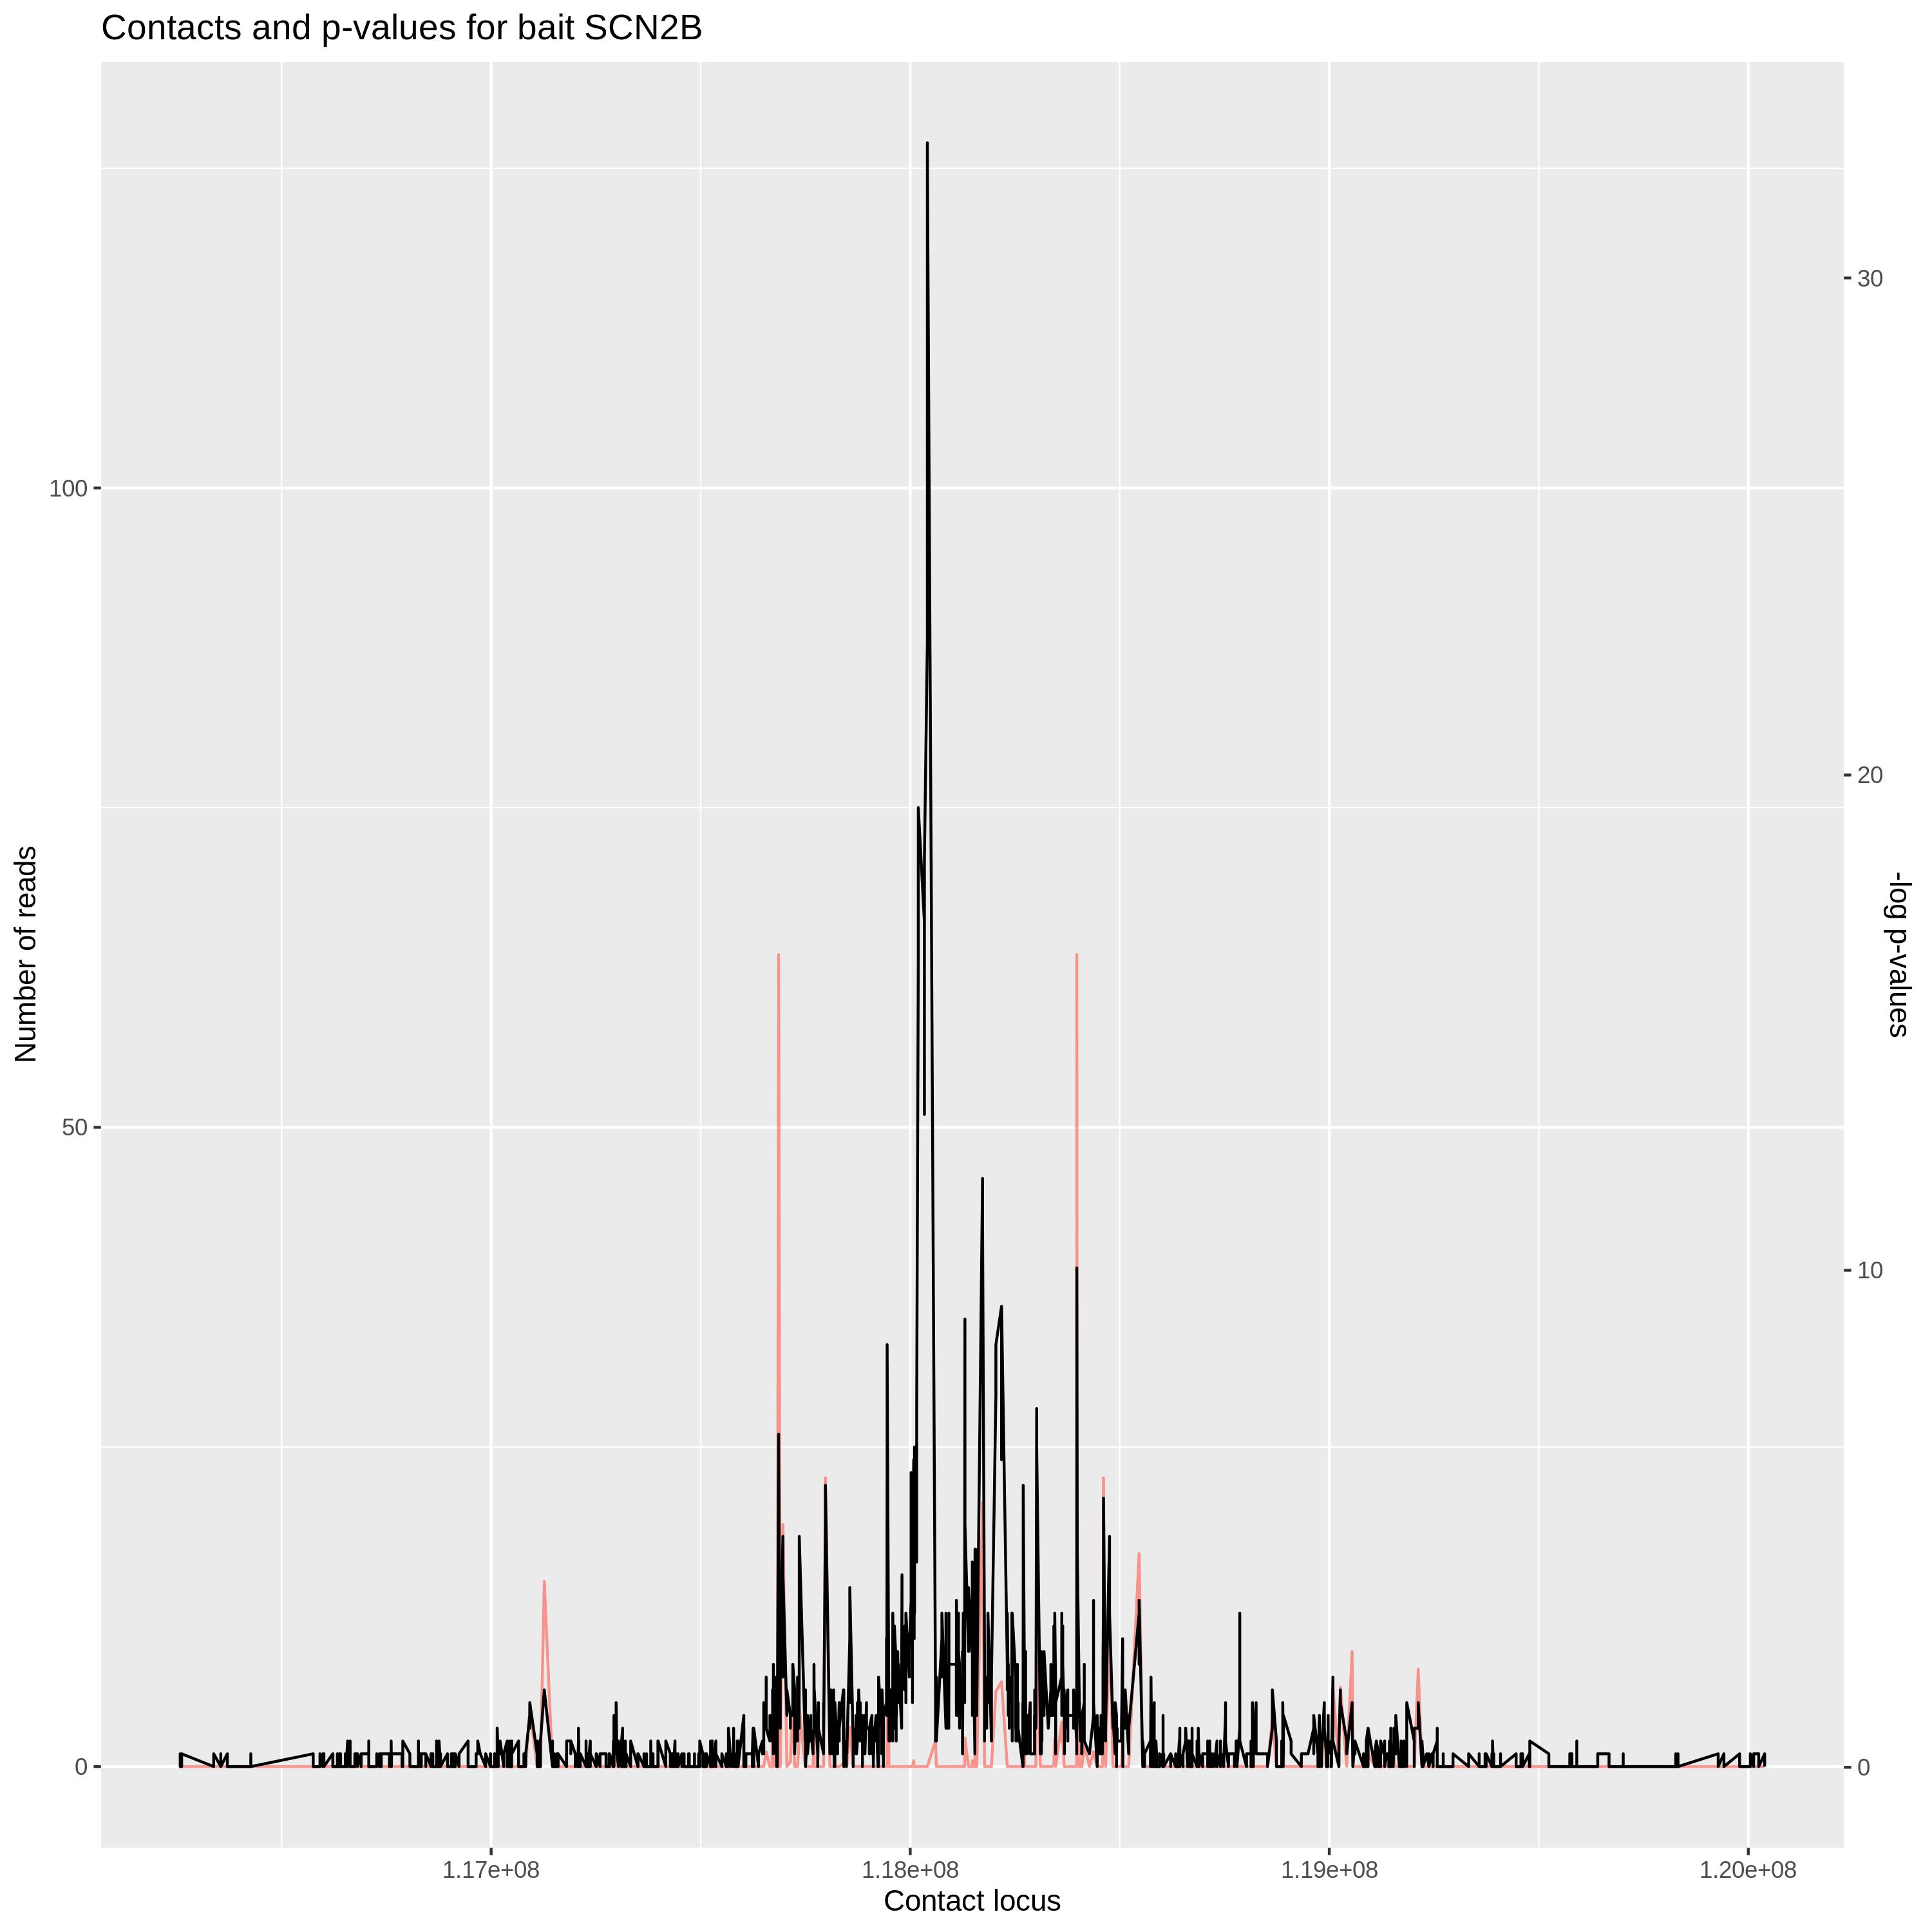 Contacts and p-values for bait SCN2B
Number of reads
100
50
0
30
20
10
0
-log p-values
1.17e+08
1.18e+08
1.19e+08
1.20e+08
Contact locus